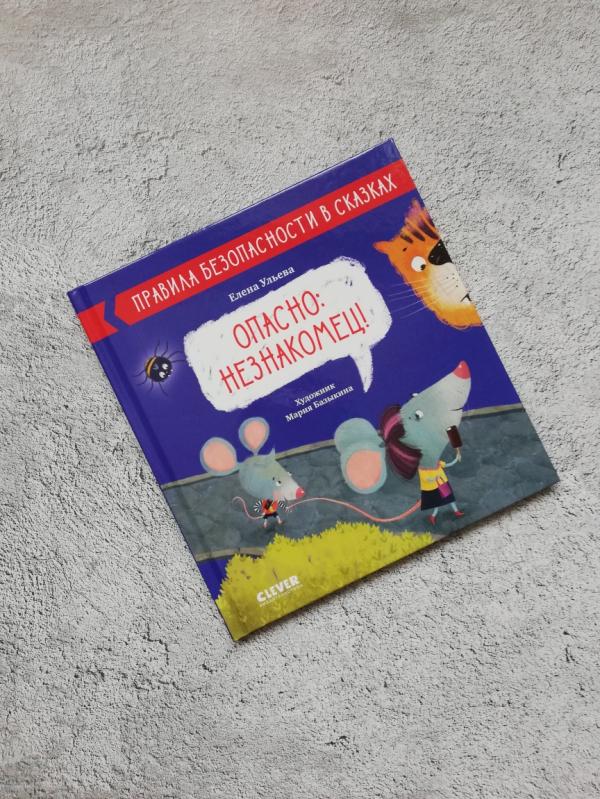 ПРАВИЛА БЕЗОПАСНОСТИ В СКАЗКАХ
Елена Ульева
ОПАСНО:
НЕЗНАКОМЕЦ!
Художник
Мария Базыкина
CLEVER